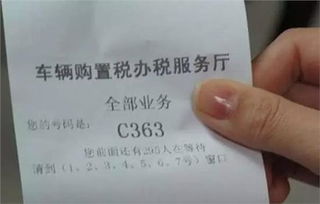 车辆购置税办税服务厅
全部业务
您的号码是:
C363
您前面还有295人在等待
请到(1、2、3、4、5、6、7号)窗口